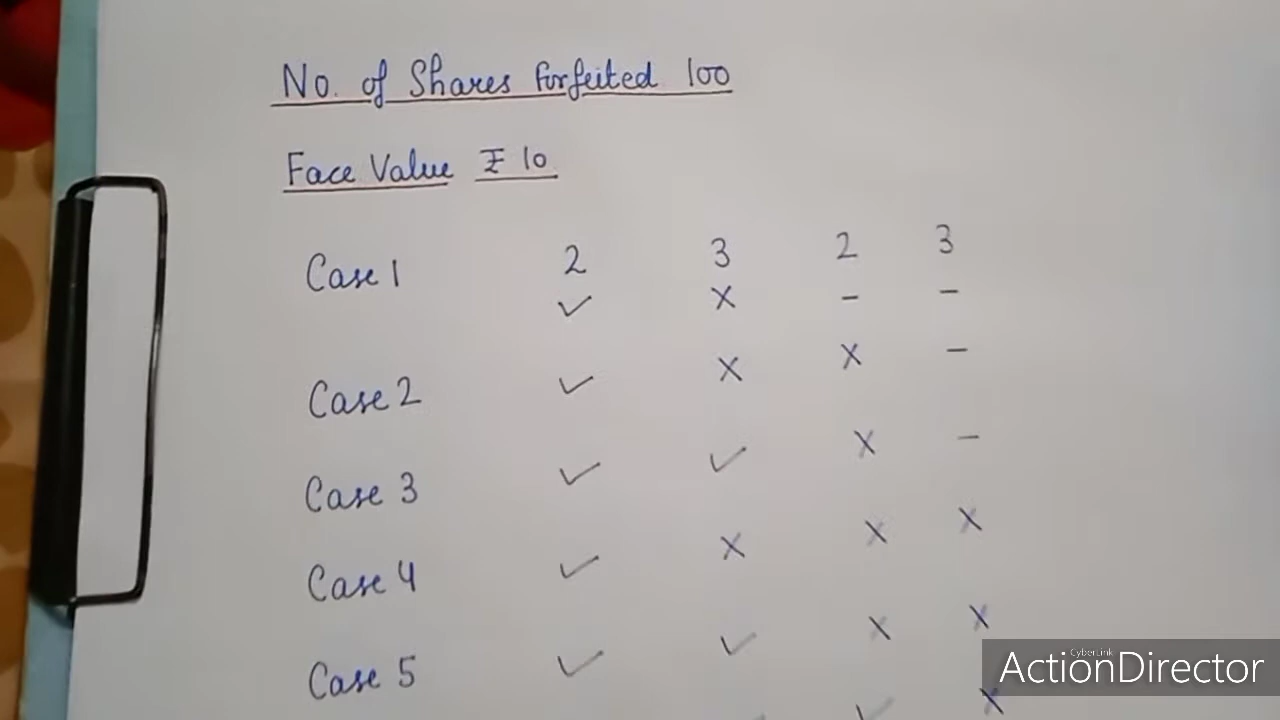 No. of Shares Forfeited 100
Face Value ₹ 10
Case 1 2 3 2 3
✓ X – –
Case 2 ✓ X X –
Case 3 ✓ ✓ X –
Case 4 ✓ X X X
Case 5 ✓ ✓ X X
✓ X
CyberLink
ActionDirector